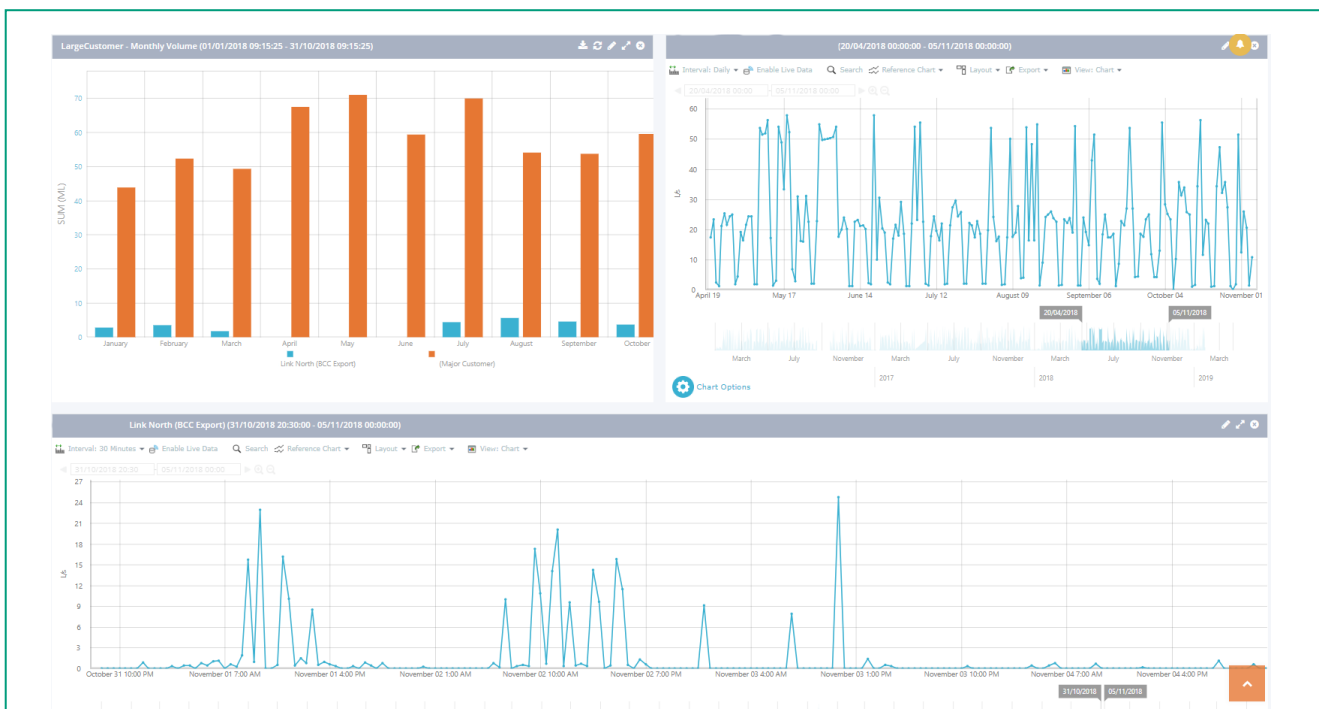 LargeCustomer - Monthly Volume (01/01/2018 09:15:25 - 31/10/2018 09:15:25)
70
60
50
40
30
20
10
0
SUM (ML)
January February March April May June July August September October
Link North (BCC Export) (Major Customer)
(20/04/2018 00:00:00 - 05/11/2018 00:00:00)
Interval: Daily Enable Live Data Search Reference Chart Layout Export View: Chart
20/04/2018 00:00 05/11/2018 00:00
60
50
40
30
20
10
0
L/s
April 19 May 17 June 14 July 12 August 09 September 06 October 04 November 01
20/04/2018 05/11/2018
March July November March July November March July November March
2017 2018 2019
Chart Options
Link North (BCC Export) (31/10/2018 20:30:00 - 05/11/2018 00:00:00)
Interval: 30 Minutes Enable Live Data Search Reference Chart Layout Export View: Chart
31/10/2018 20:30 05/11/2018 00:00
27
24
21
18
15
12
9
6
3
0
L/s
October 31 10:00 PM November 01 7:00 AM November 01 4:00 PM November 02 1:00 AM November 02 10:00 AM November 02 7:00 PM November 03 4:00 AM November 03 1:00 PM November 03 10:00 PM November 04 7:00 AM November 04 4:00 PM
31/10/2018 05/11/2018